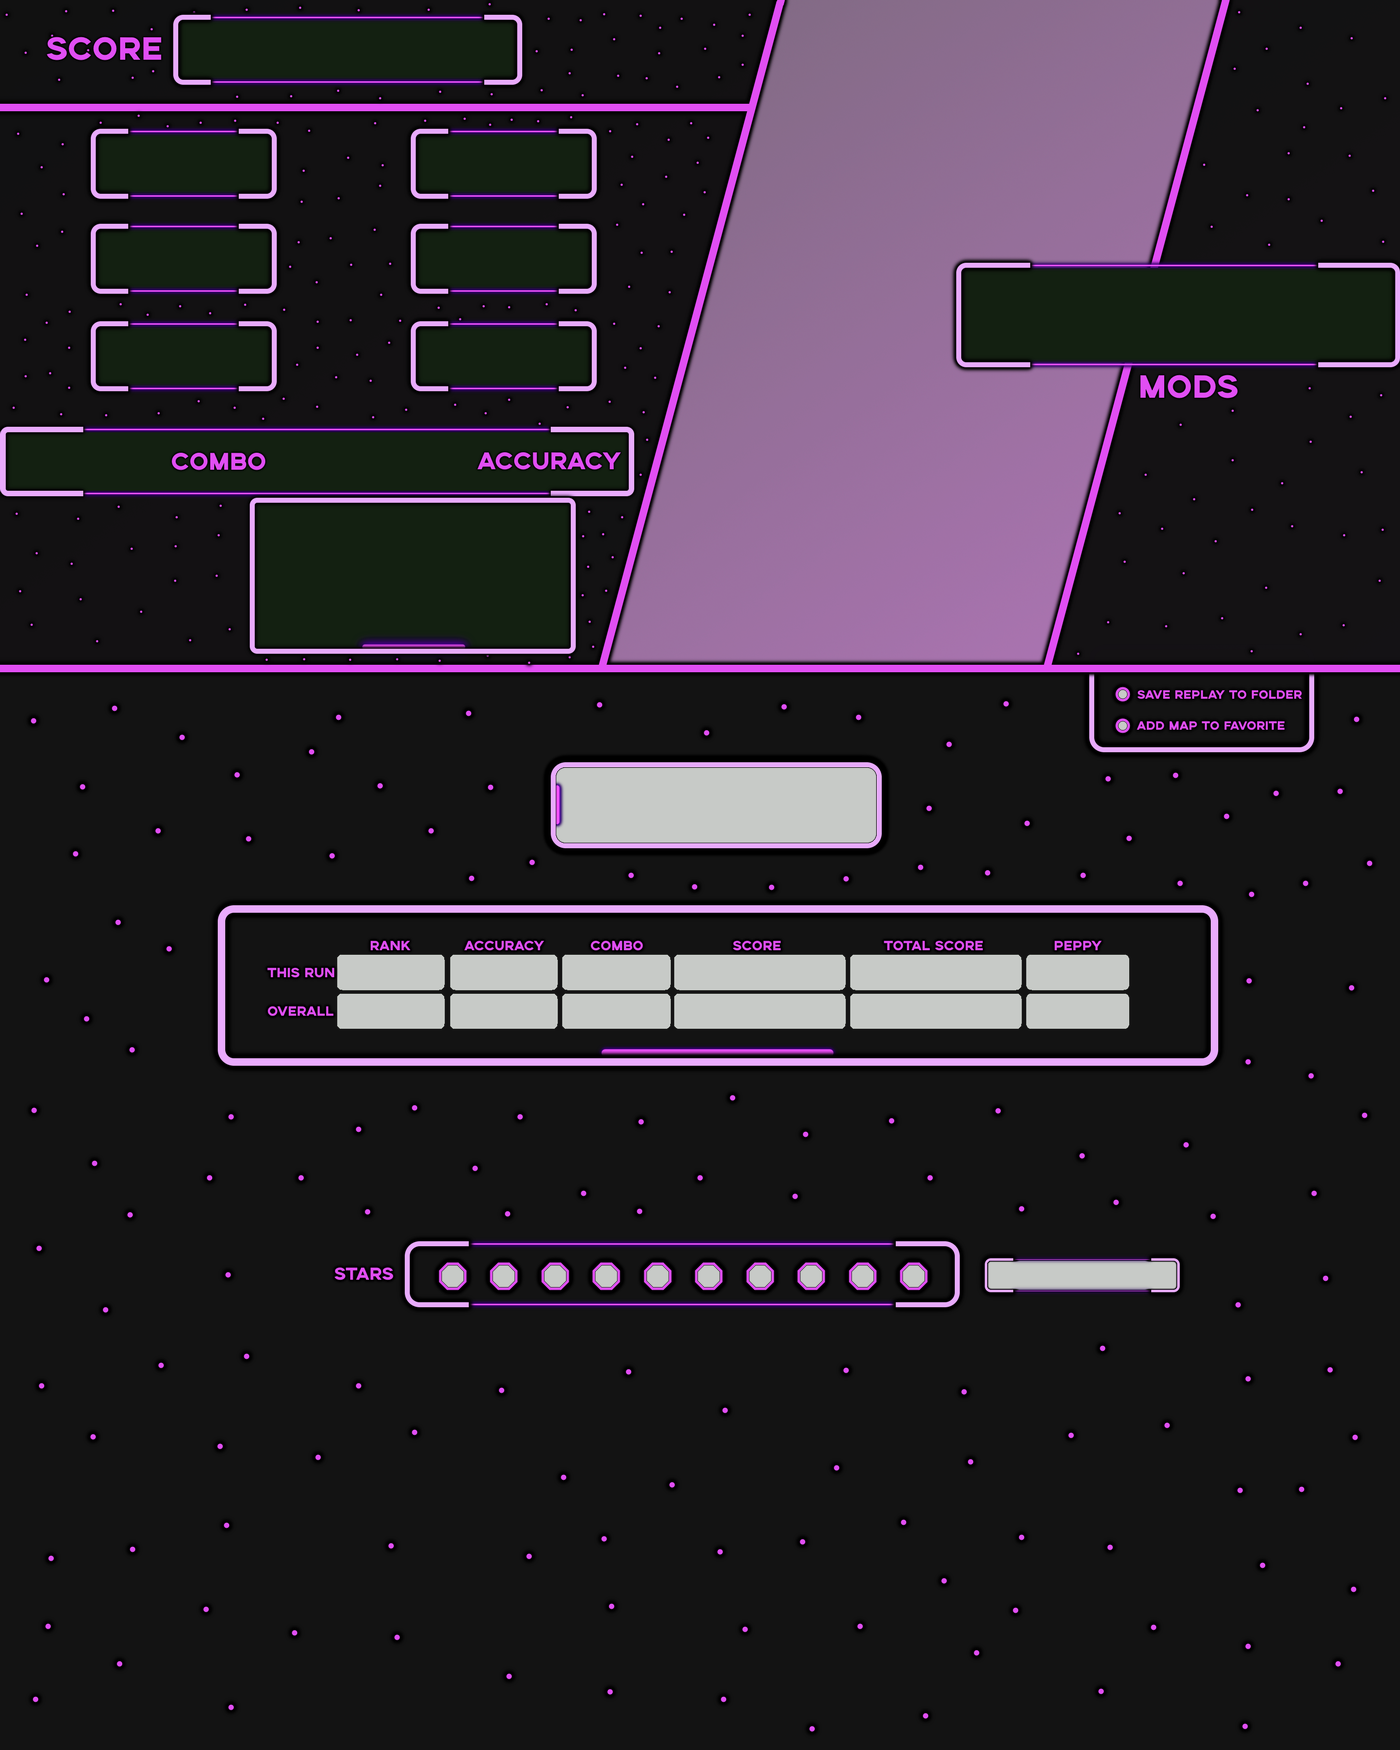 SCORE
MODS
COMBO ACCURACY
SAVE REPLAY TO FOLDER
ADD MAP TO FAVORITE
RANK ACCURACY COMBO SCORE TOTAL SCORE PEPPY
THIS RUN
OVERALL
STARS